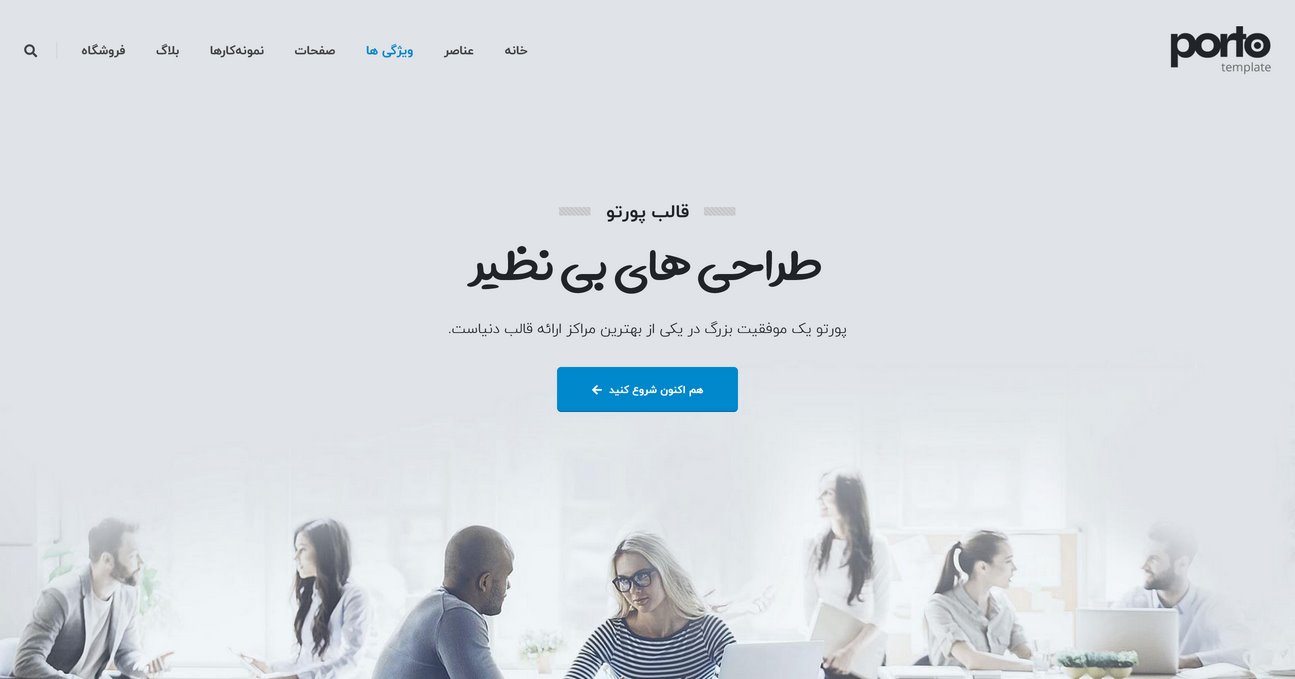 porto
template
خانه
عناصر
ویژگی ها
صفحات
نمونه‌کارها
بلاگ
فروشگاه
قالب پورتو
طراحی های بی نظیر
پورتو یک موفقیت بزرگ در یکی از بهترین مراکز ارائه قالب دنیاست.
هم اکنون شروع کنید